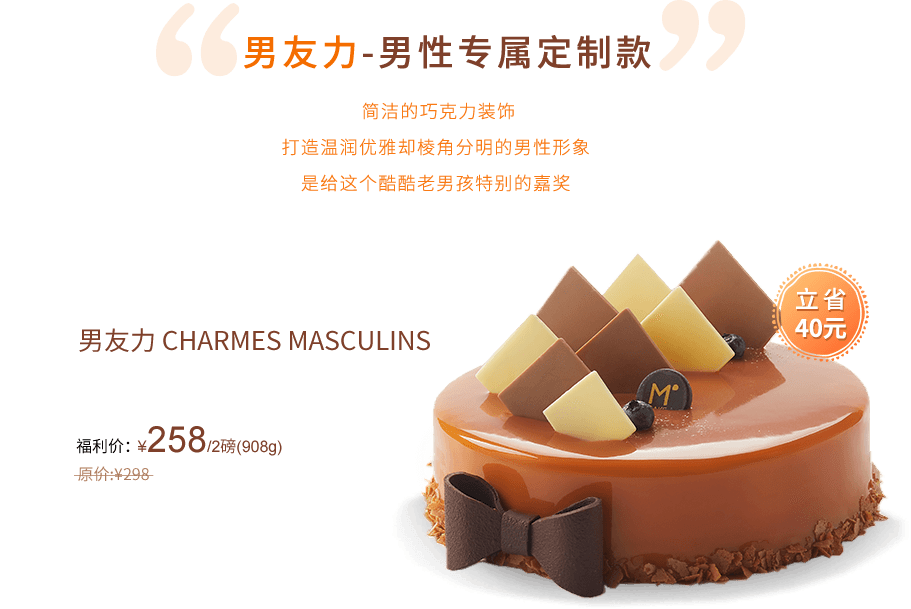 男友力-男性专属定制款
简洁的巧克力装饰
打造温润优雅却棱角分明的男性形象
是给这个酷酷老男孩特别的嘉奖
立省
40元
男友力 CHARMES MASCULINS
M
福利价：¥258/2磅(908g)
原价:¥298